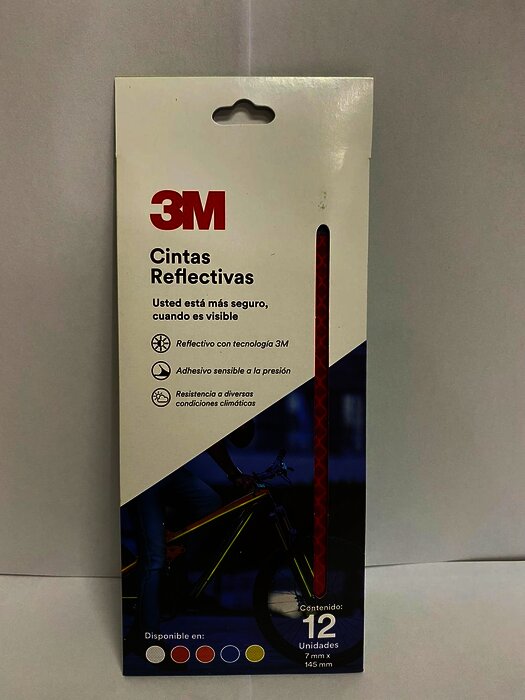 3M
Cintas
Reflectivas
Usted está más seguro,
cuando es visible
Reflectivo con tecnología 3M
Adhesivo sensible a la presión
Resistencia a diversas
condiciones climáticas
Contenido:
12
Unidades
7 mm x
145 mm
Disponible en: